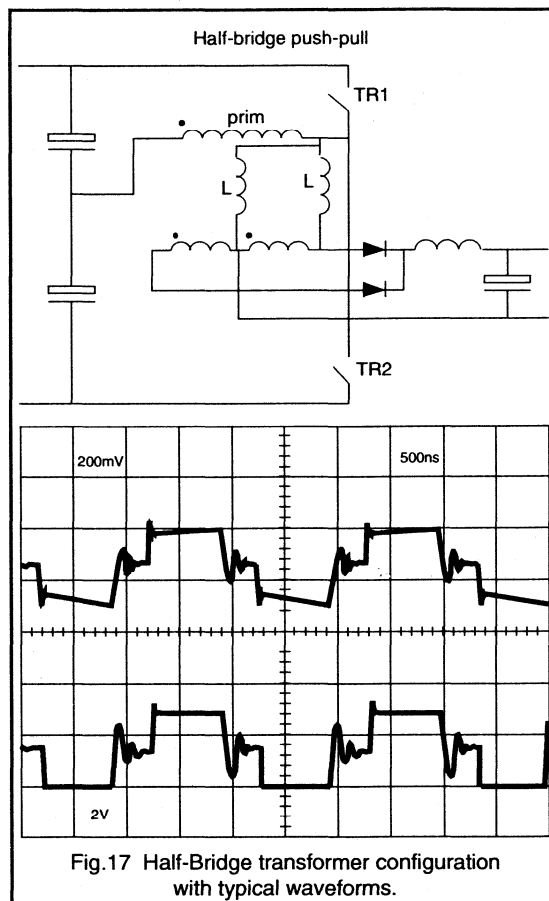 Half-bridge push-pull
TR1
prim
L
L
TR2
200mV
500ns
2V
Fig.17 Half-Bridge transformer configuration
with typical waveforms.